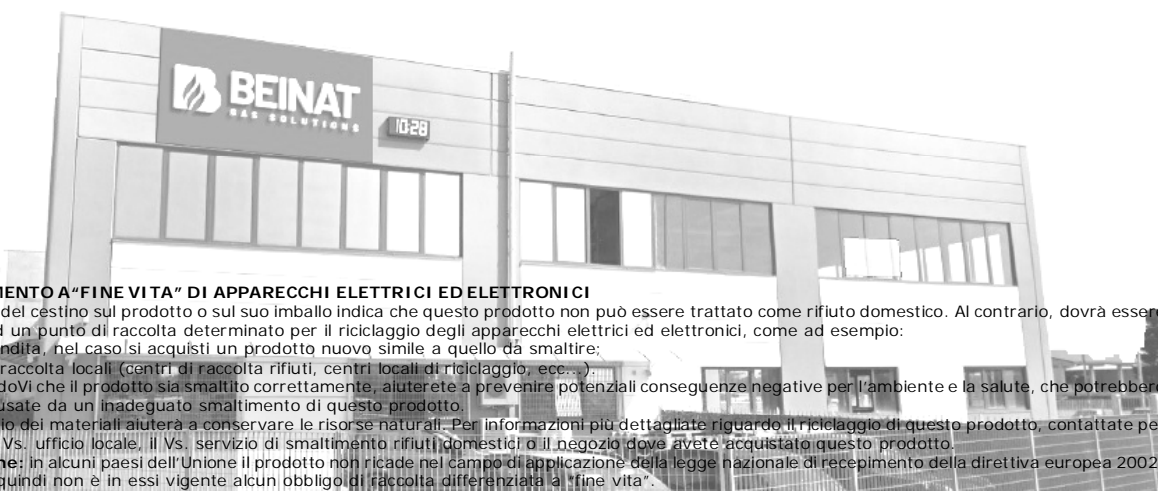 BEINAT
GAS SOLUTIONS
10:28
MENTO A “FINE VITA” DI APPARECCHI ELETTRICI ED ELETTRONICI
del cestino sul prodotto o sul suo imballo indica che questo prodotto non può essere trattato come rifiuto domestico. Al contrario, dovrà essere
d un punto di raccolta determinato per il riciclaggio degli apparecchi elettrici ed elettronici, come ad esempio:
ndita, nel caso si acquisti un prodotto nuovo simile a quello da smaltire;
raccolta locali (centri di raccolta rifiuti, centri locali di riciclaggio, ecc...).
doVi che il prodotto sia smaltito correttamente, aiuterete a prevenire potenziali conseguenze negative per l’ambiente e la salute, che potrebbero
usate da un inadeguato smaltimento di questo prodotto.
io dei materiali aiuterà a conservare le risorse naturali. Per informazioni più dettagliate riguardo il riciclaggio di questo prodotto, contattate pe
Vs. ufficio locale, il Vs. servizio di smaltimento rifiuti domestici o il negozio dove avete acquistato questo prodotto.
ne: in alcuni paesi dell’Unione il prodotto non ricade nel campo di applicazione della legge nazionale di recepimento della direttiva europea 2002
quindi non è in essi vigente alcun obbligo di raccolta differenziata a “fine vita”.